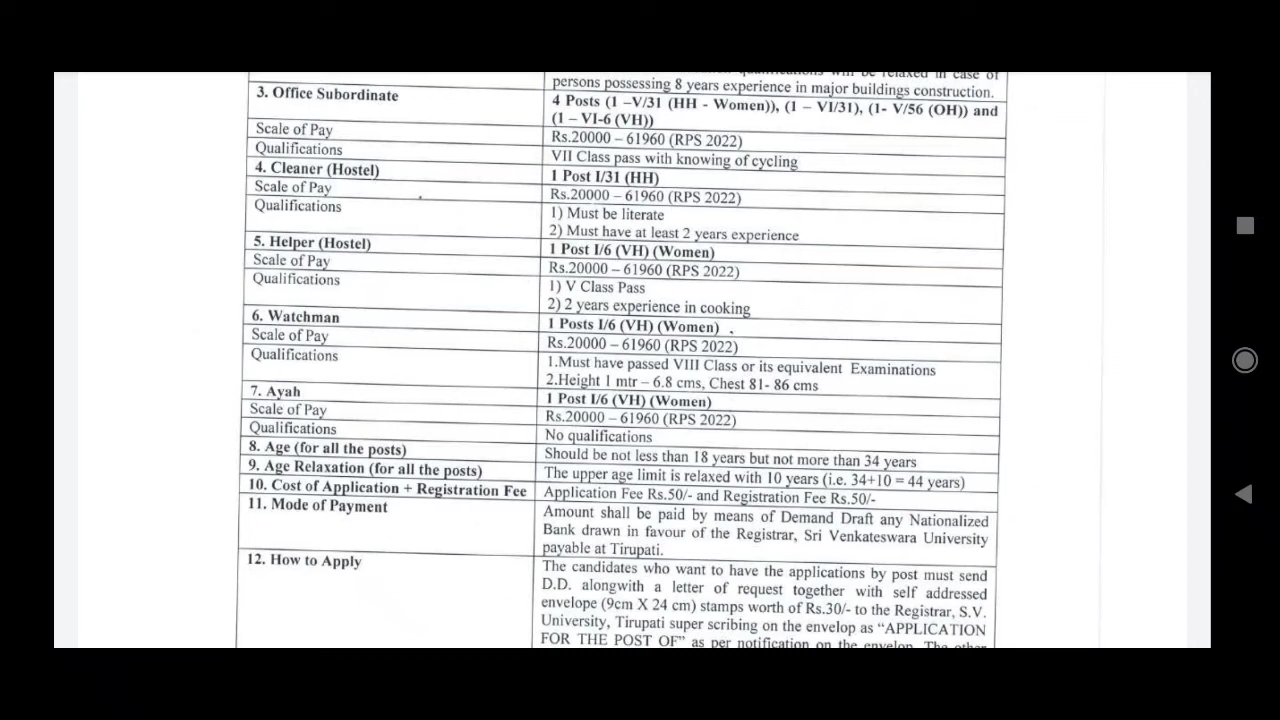 persons possessing 8 years experience in major buildings construction.
3. Office Subordinate
4 Posts (1 –V/31 (HH - Women)), (1 – VI/31), (1- V/56 (OH)) and
(1 – VI-6 (VH))
Scale of Pay
Rs.20000 – 61960 (RPS 2022)
Qualifications
VII Class pass with knowing of cycling
4. Cleaner (Hostel)
1 Post I/31 (HH)
Scale of Pay
Rs.20000 – 61960 (RPS 2022)
Qualifications
1) Must be literate
2) Must have at least 2 years experience
5. Helper (Hostel)
1 Post I/6 (VH) (Women)
Scale of Pay
Rs.20000 – 61960 (RPS 2022)
Qualifications
1) V Class Pass
2) 2 years experience in cooking
6. Watchman
1 Posts I/6 (VH) (Women)
Scale of Pay
Rs.20000 – 61960 (RPS 2022)
Qualifications
1.Must have passed VIII Class or its equivalent Examinations
2.Height 1 mtr – 6.8 cms, Chest 81- 86 cms
7. Ayah
1 Post I/6 (VH) (Women)
Scale of Pay
Rs.20000 – 61960 (RPS 2022)
Qualifications
No qualifications
8. Age (for all the posts)
Should be not less than 18 years but not more than 34 years
9. Age Relaxation (for all the posts)
The upper age limit is relaxed with 10 years (i.e. 34+10 = 44 years)
10. Cost of Application + Registration Fee
Application Fee Rs.50/- and Registration Fee Rs.50/-
11. Mode of Payment
Amount shall be paid by means of Demand Draft any Nationalized
Bank drawn in favour of the Registrar, Sri Venkateswara University
payable at Tirupati.
12. How to Apply
The candidates who want to have the applications by post must send
D.D. alongwith a letter of request together with self addressed
envelope (9cm X 24 cm) stamps worth of Rs.30/- to the Registrar, S.V.
University, Tirupati super scribing on the envelop as “APPLICATION
FOR THE POST OF” as per notification on the envelop. The other